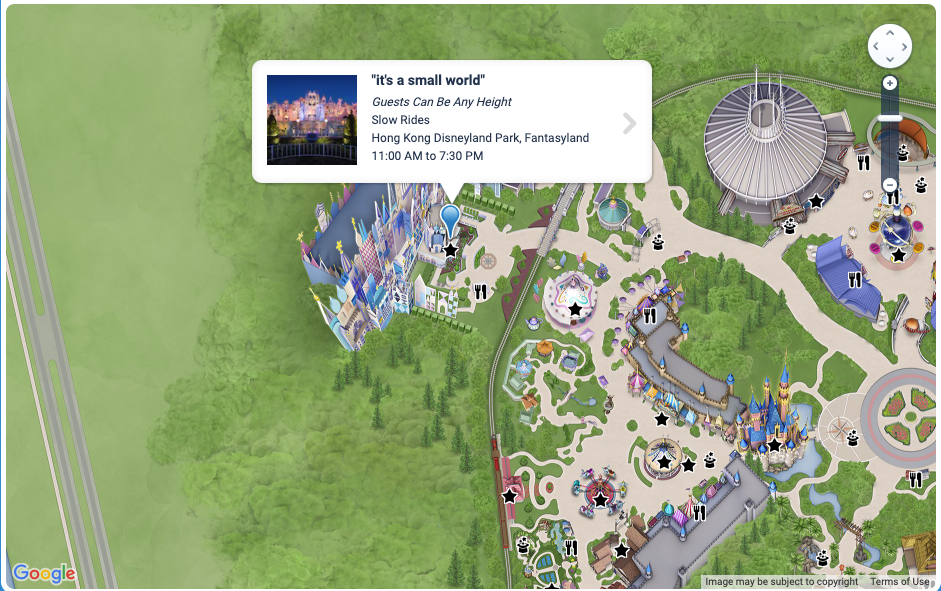 "it's a small world"
Guests Can Be Any Height
Slow Rides
Hong Kong Disneyland Park, Fantasyland
11:00 AM to 7:30 PM
Google
Image may be subject to copyright
Terms of Use